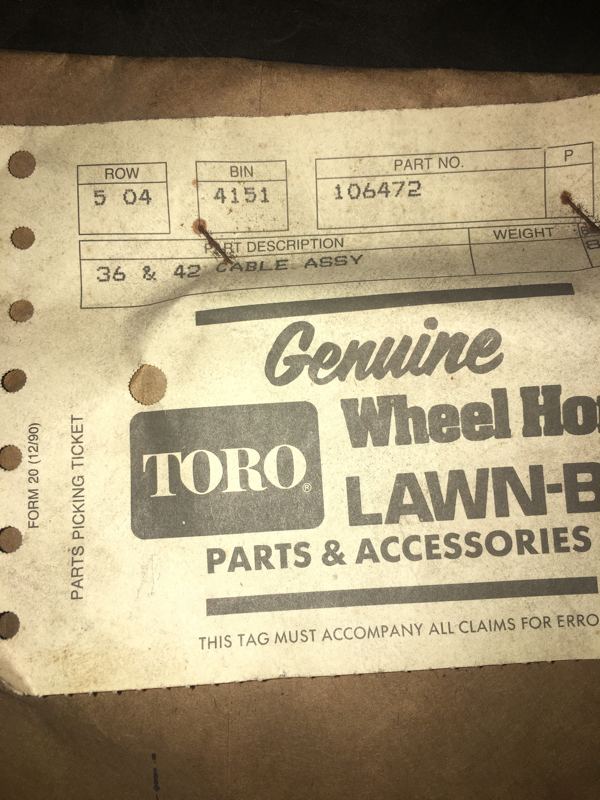 ROW BIN PART NO. P
5 04 4151 106472
PART DESCRIPTION WEIGHT
36 & 42 CABLE ASSY
Genuine
TORO® Wheel Ho
LAWN-B
PARTS & ACCESSORIES
THIS TAG MUST ACCOMPANY ALL CLAIMS FOR ERRO
FORM 20 (12/90)
PARTS PICKING TICKET